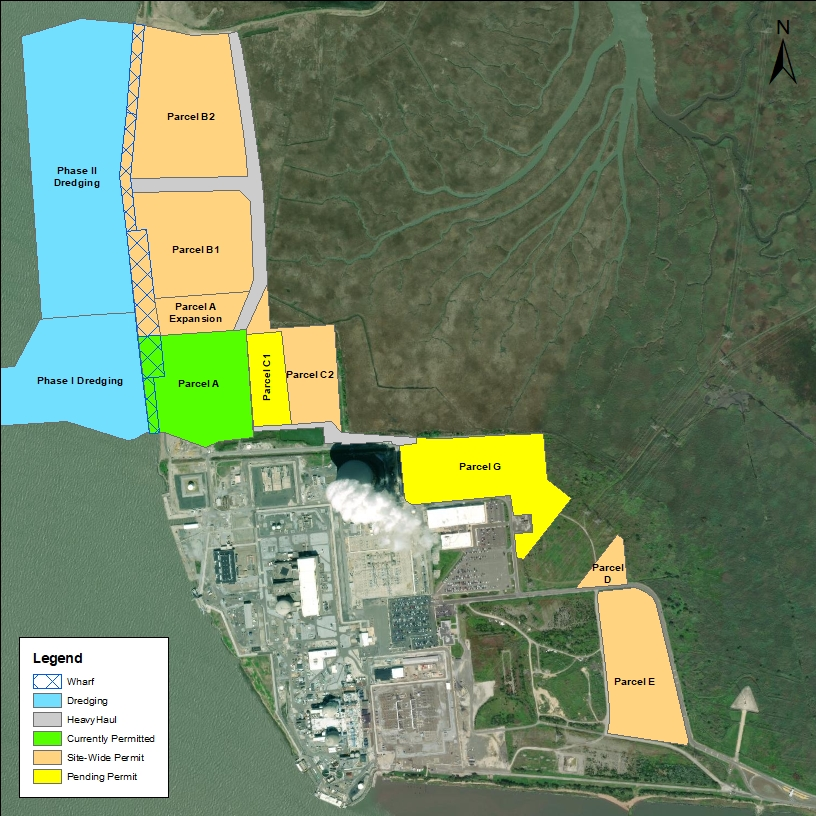 N
Parcel B2
Phase II
Dredging
Parcel B1
Parcel A
Expansion
Phase I Dredging
Parcel A
Parcel C1
Parcel C2
Parcel G
Parcel
D
Parcel E
Legend
Wharf
Dredging
HeavyHaul
Currently Permitted
Site-Wide Permit
Pending Permit